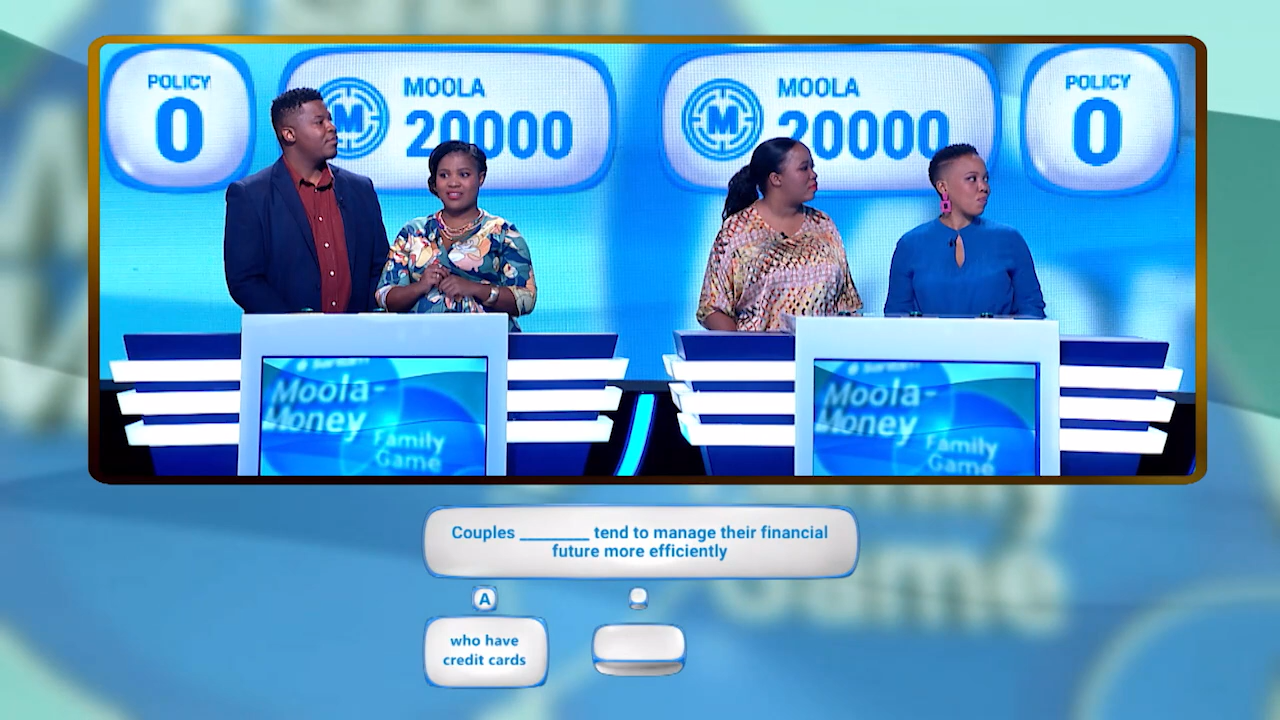 POLICY
0
M
MOOLA
20000
M
MOOLA
20000
POLICY
0
Moola-
Money
Family
Game
Moola-
Money
Family
Game
Couples ________ tend to manage their financial
future more efficiently
A
who have
credit cards